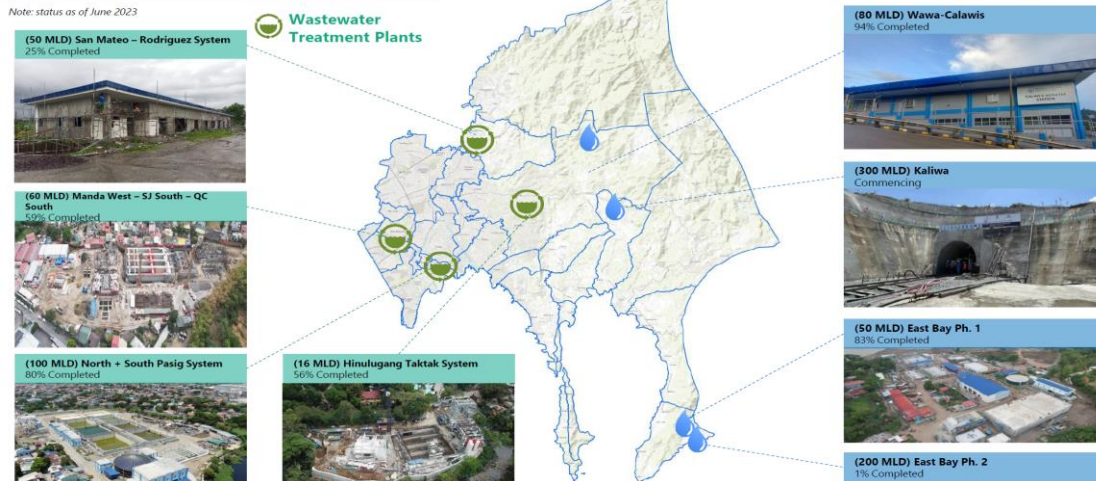 Note: status as of June 2023
Wastewater
Treatment Plants
(50 MLD) San Mateo – Rodriguez System
25% Completed
(60 MLD) Manda West – SJ South – QC
South
59% Completed
(100 MLD) North + South Pasig System
80% Completed
(16 MLD) Hinulugang Taktak System
56% Completed
(80 MLD) Wawa-Calawis
94% Completed
(300 MLD) Kaliwa
Commencing
(50 MLD) East Bay Ph. 1
83% Completed
(200 MLD) East Bay Ph. 2
1% Completed